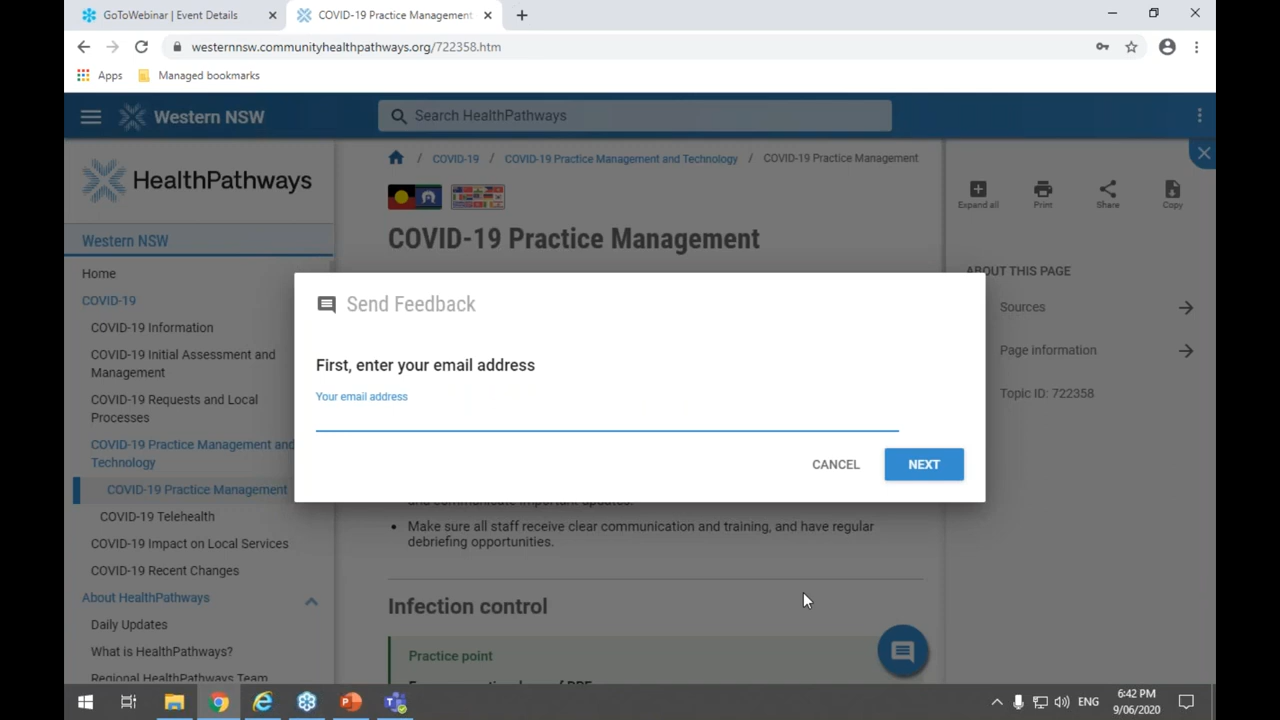 GoToWebinar | Event Details
COVID-19 Practice Management
westernnsw.communityhealthpathways.org/722358.htm
Apps
Managed bookmarks
Western NSW
Search HealthPathways
HealthPathways
Western NSW
Home
COVID-19
COVID-19 Information
COVID-19 Initial Assessment and
Management
COVID-19 Requests and Local
Processes
COVID-19 Practice Management and
Technology
COVID-19 Practice Management
COVID-19 Telehealth
COVID-19 Impact on Local Services
COVID-19 Recent Changes
About HealthPathways
Daily Updates
What is HealthPathways?
Regional HealthPathways Team
/ COVID-19 / COVID-19 Practice Management and Technology / COVID-19 Practice Management
COVID-19 Practice Management
Send Feedback
First, enter your email address
Your email address
CANCEL
NEXT
and communicate important updates.
• Make sure all staff receive clear communication and training, and have regular
debriefing opportunities.
Infection control
Practice point
Expand all
Print
Share
Copy
ABOUT THIS PAGE
Sources
Page information
Topic ID: 722358
ENG
6:42 PM
9/06/2020